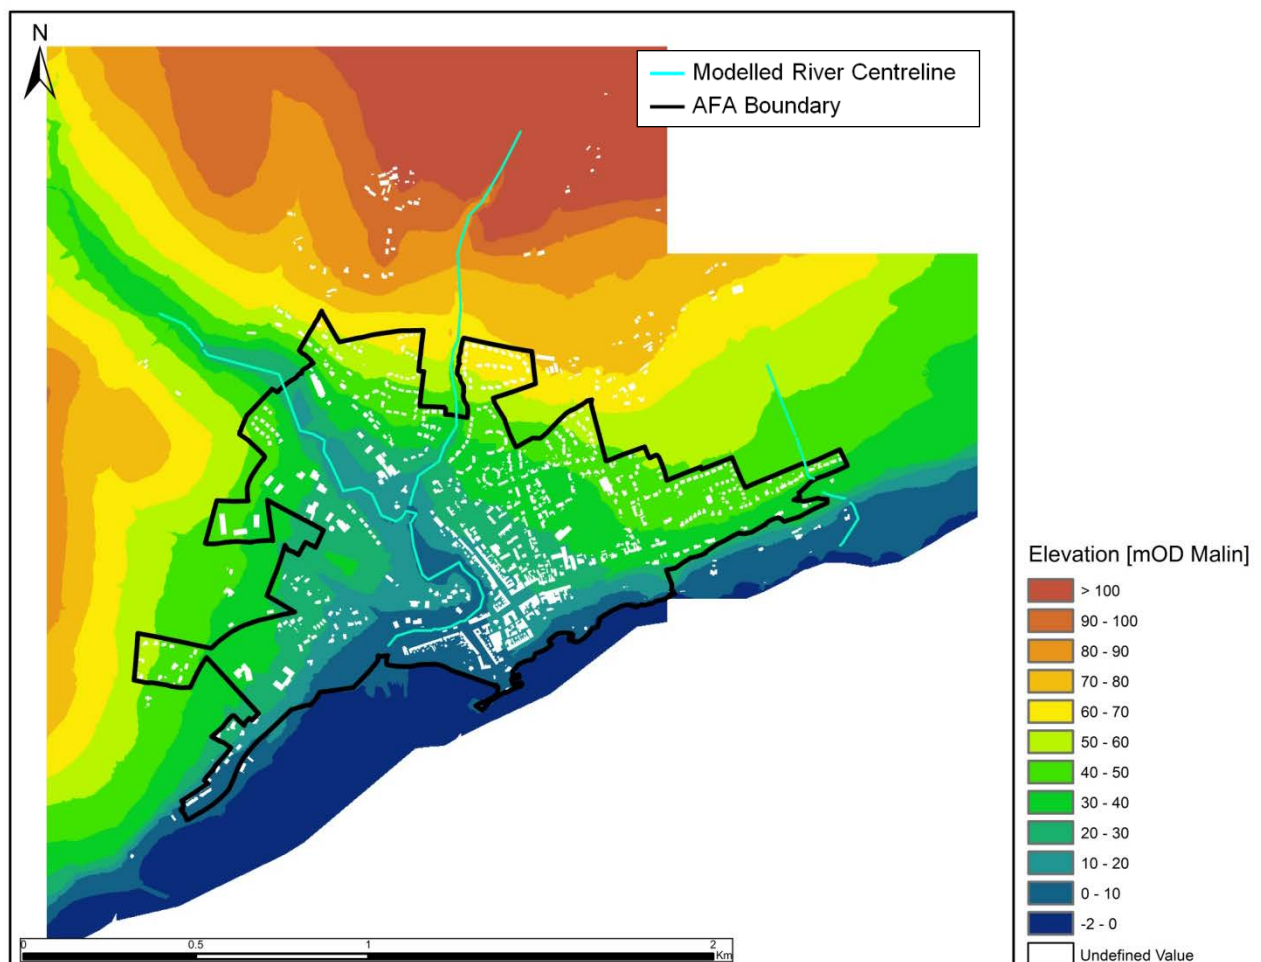 N
Modelled River Centreline
AFA Boundary
Elevation [mOD Malin]
> 100
90 - 100
80 - 90
70 - 80
60 - 70
50 - 60
40 - 50
30 - 40
20 - 30
10 - 20
0 - 10
-2 - 0
Undefined Value
0 0.5 1 2
Km